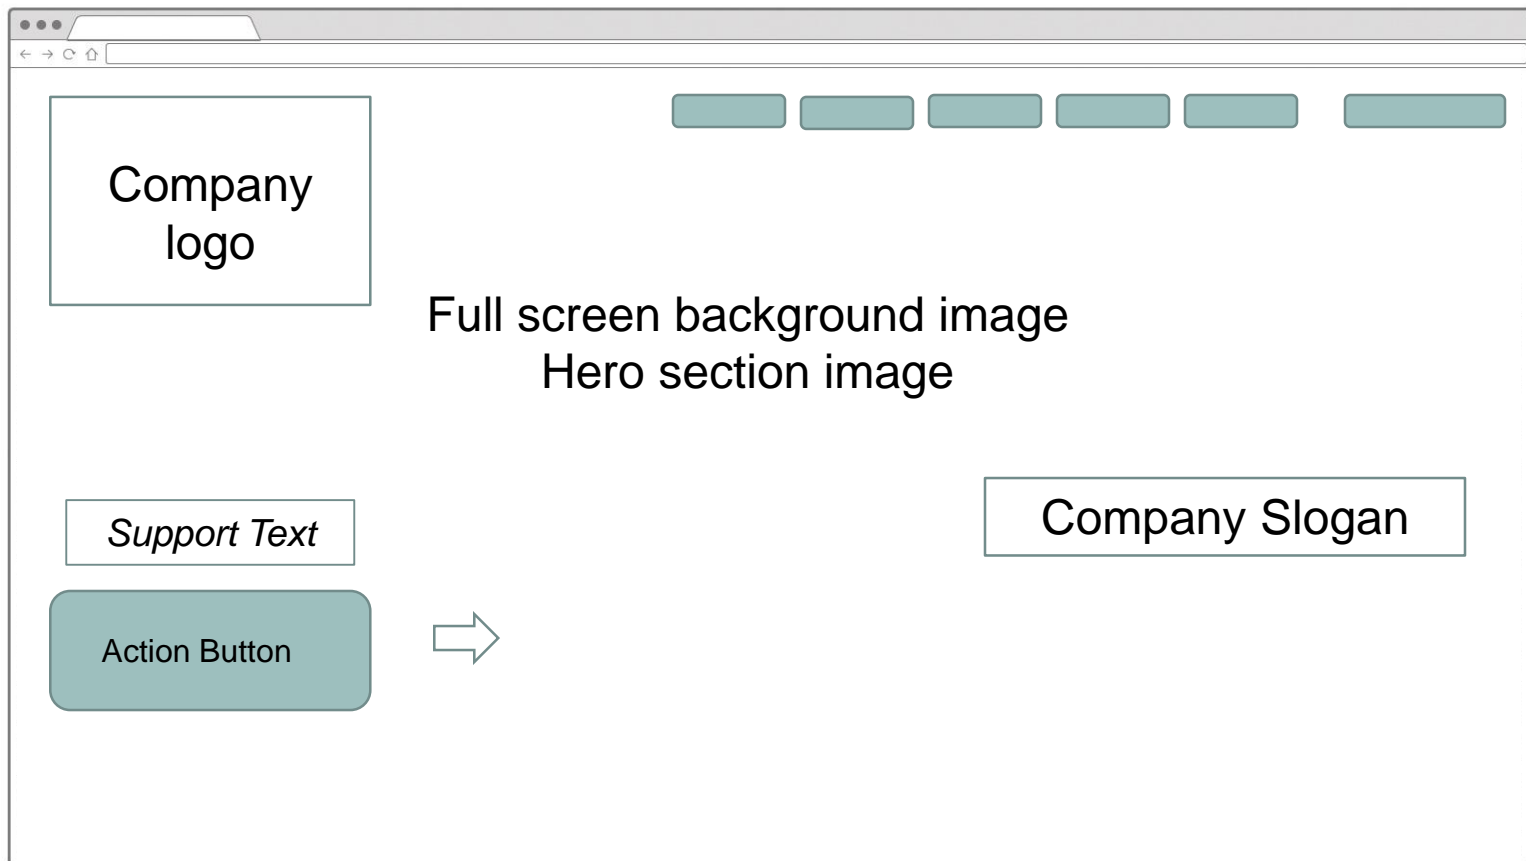 Company
logo
Full screen background image
Hero section image
Company Slogan
Support Text
Action Button